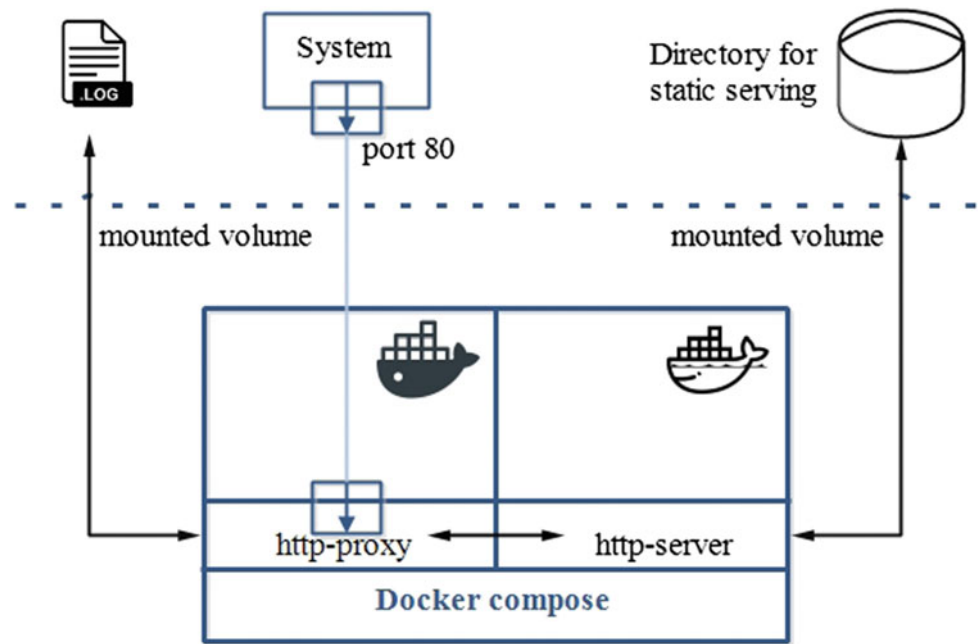 .LOG
System
port 80
Directory for
static serving
mounted volume
mounted volume
http-proxy
http-server
Docker compose